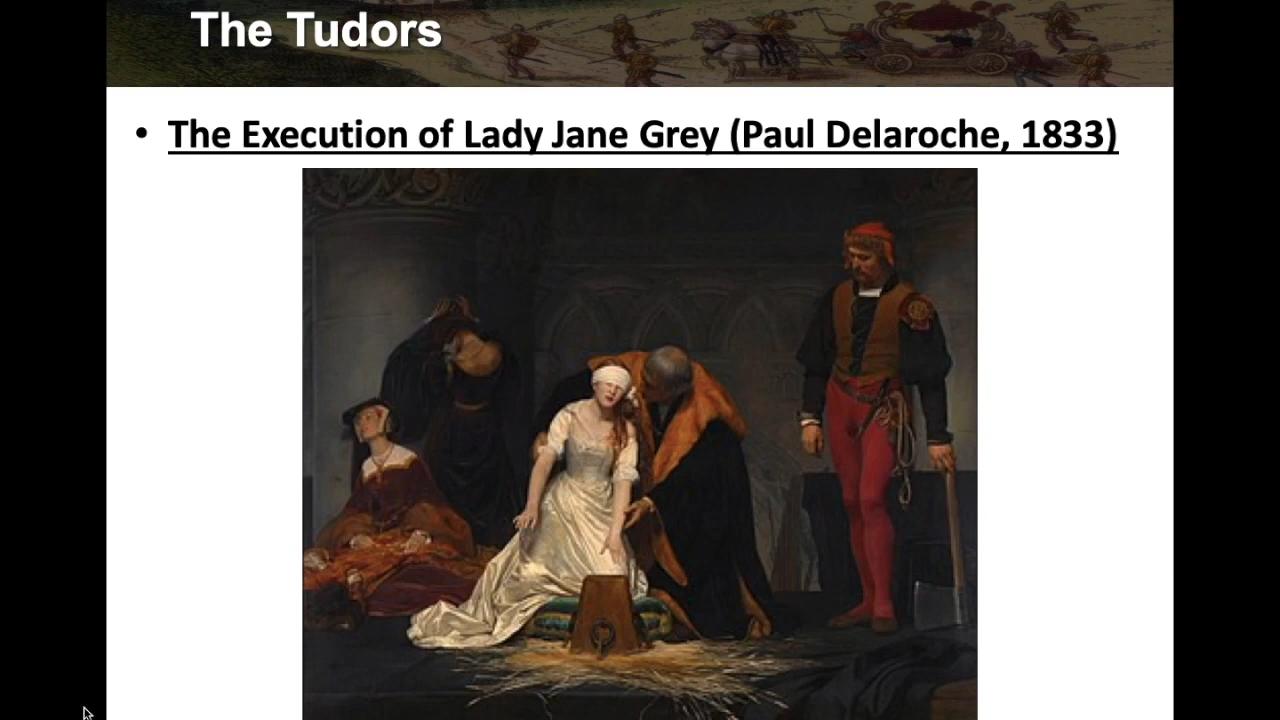 The Tudors
• The Execution of Lady Jane Grey (Paul Delaroche, 1833)